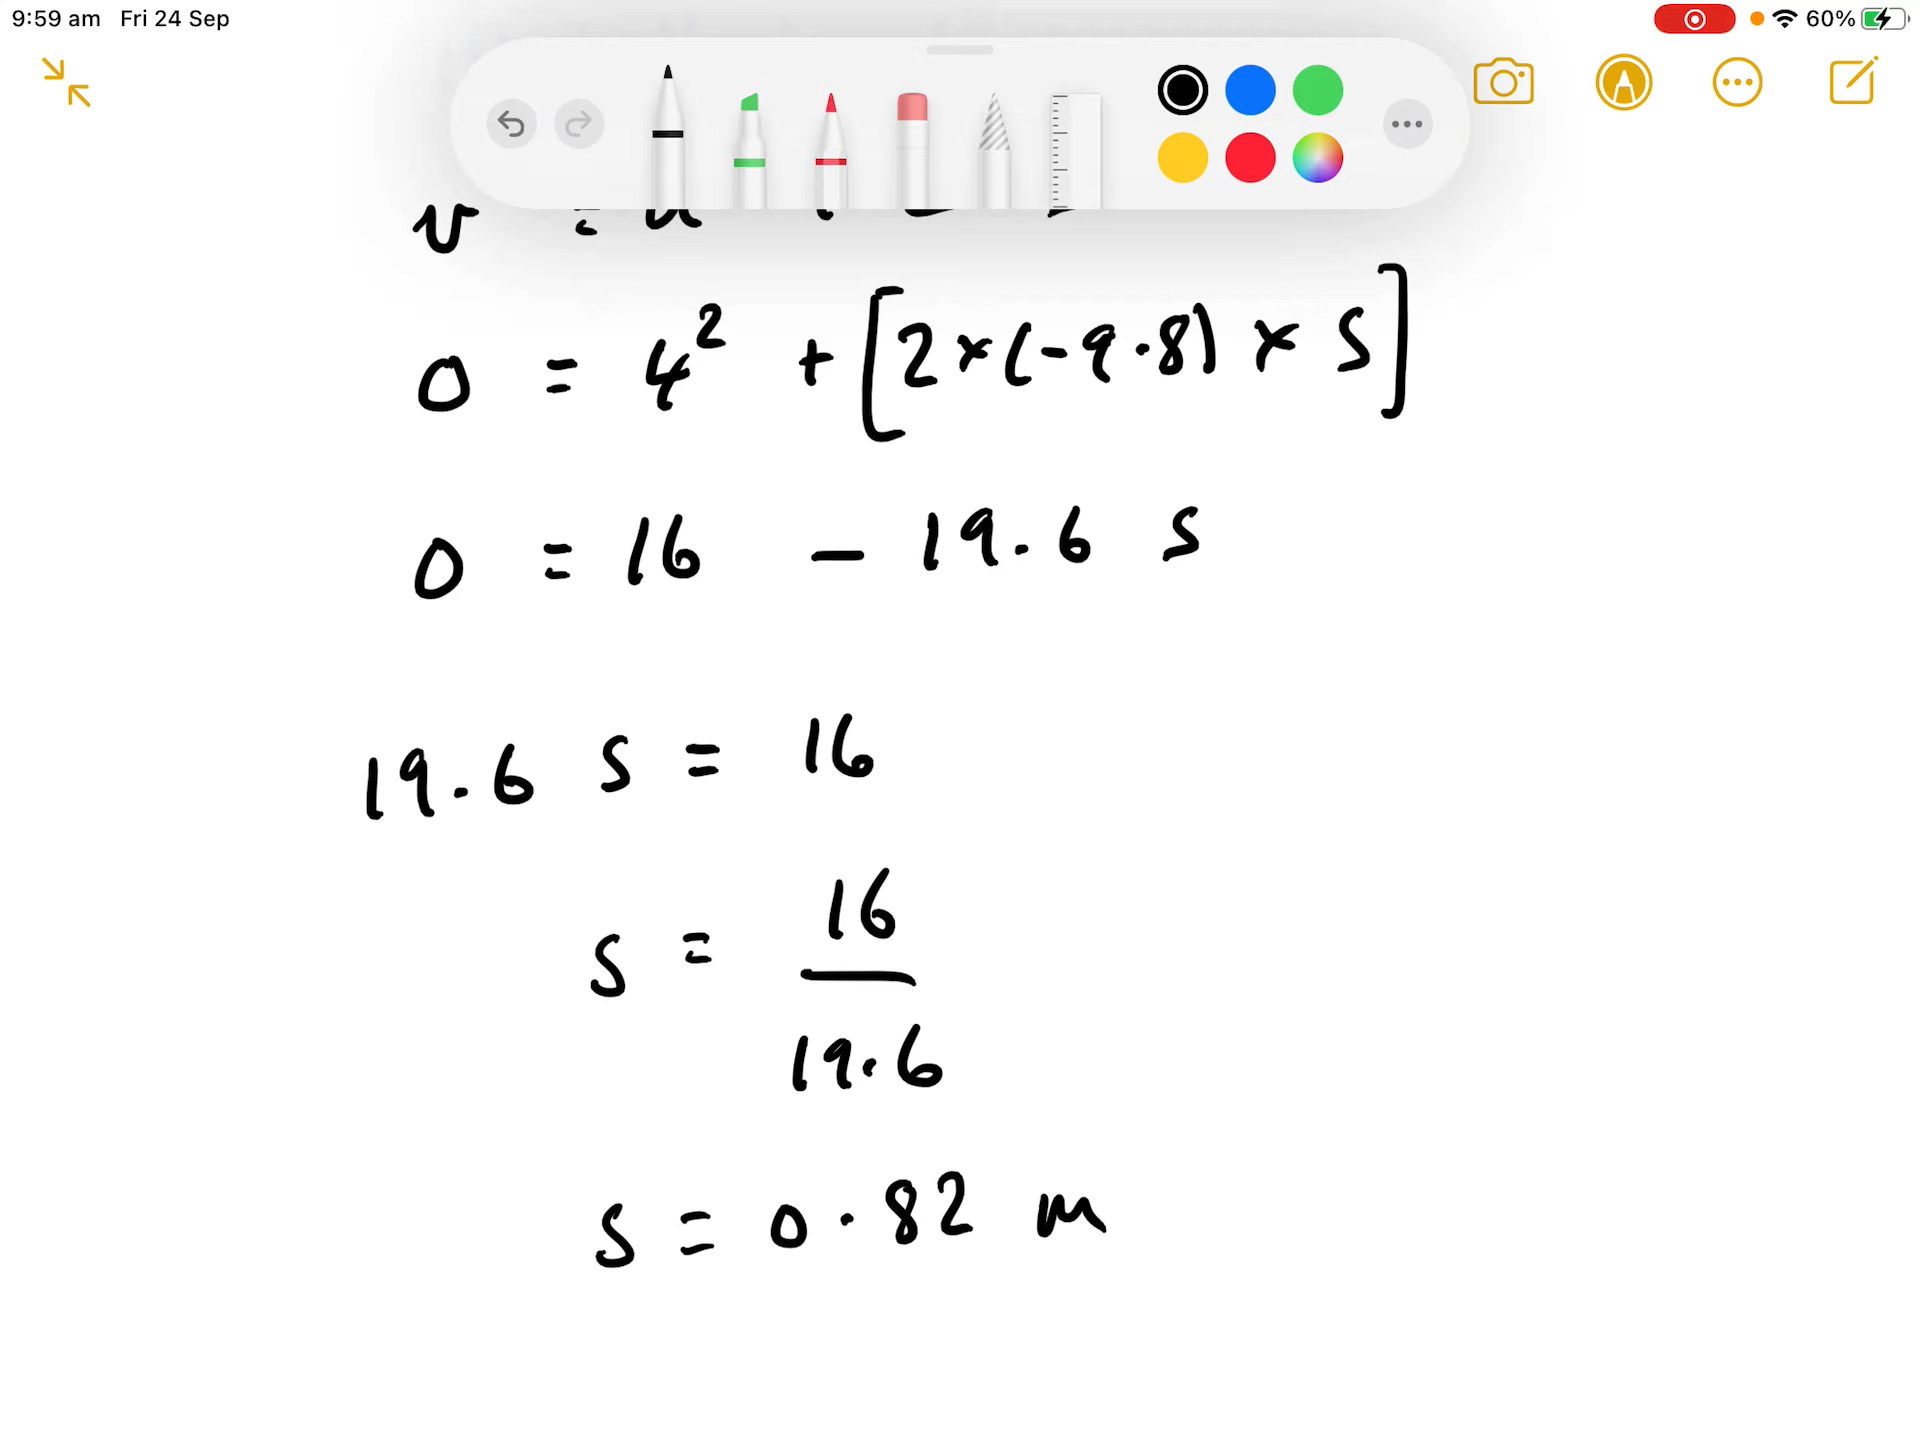 9:59 am Fri 24 Sep 60%
0 = 4² + [2×(-9.8) × s]
0 = 16 - 19.6 s
19.6 s = 16
s = 16/19.6
s = 0.82 m